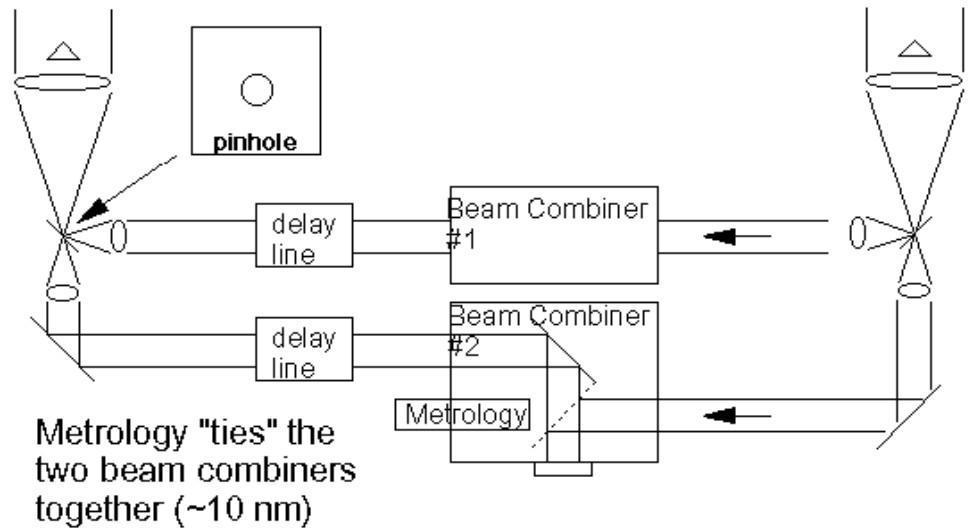 pinhole
delay
line
Beam Combiner
#1
delay
line
Beam Combiner
#2
Metrology
Metrology "ties" the
two beam combiners
together (~10 nm)